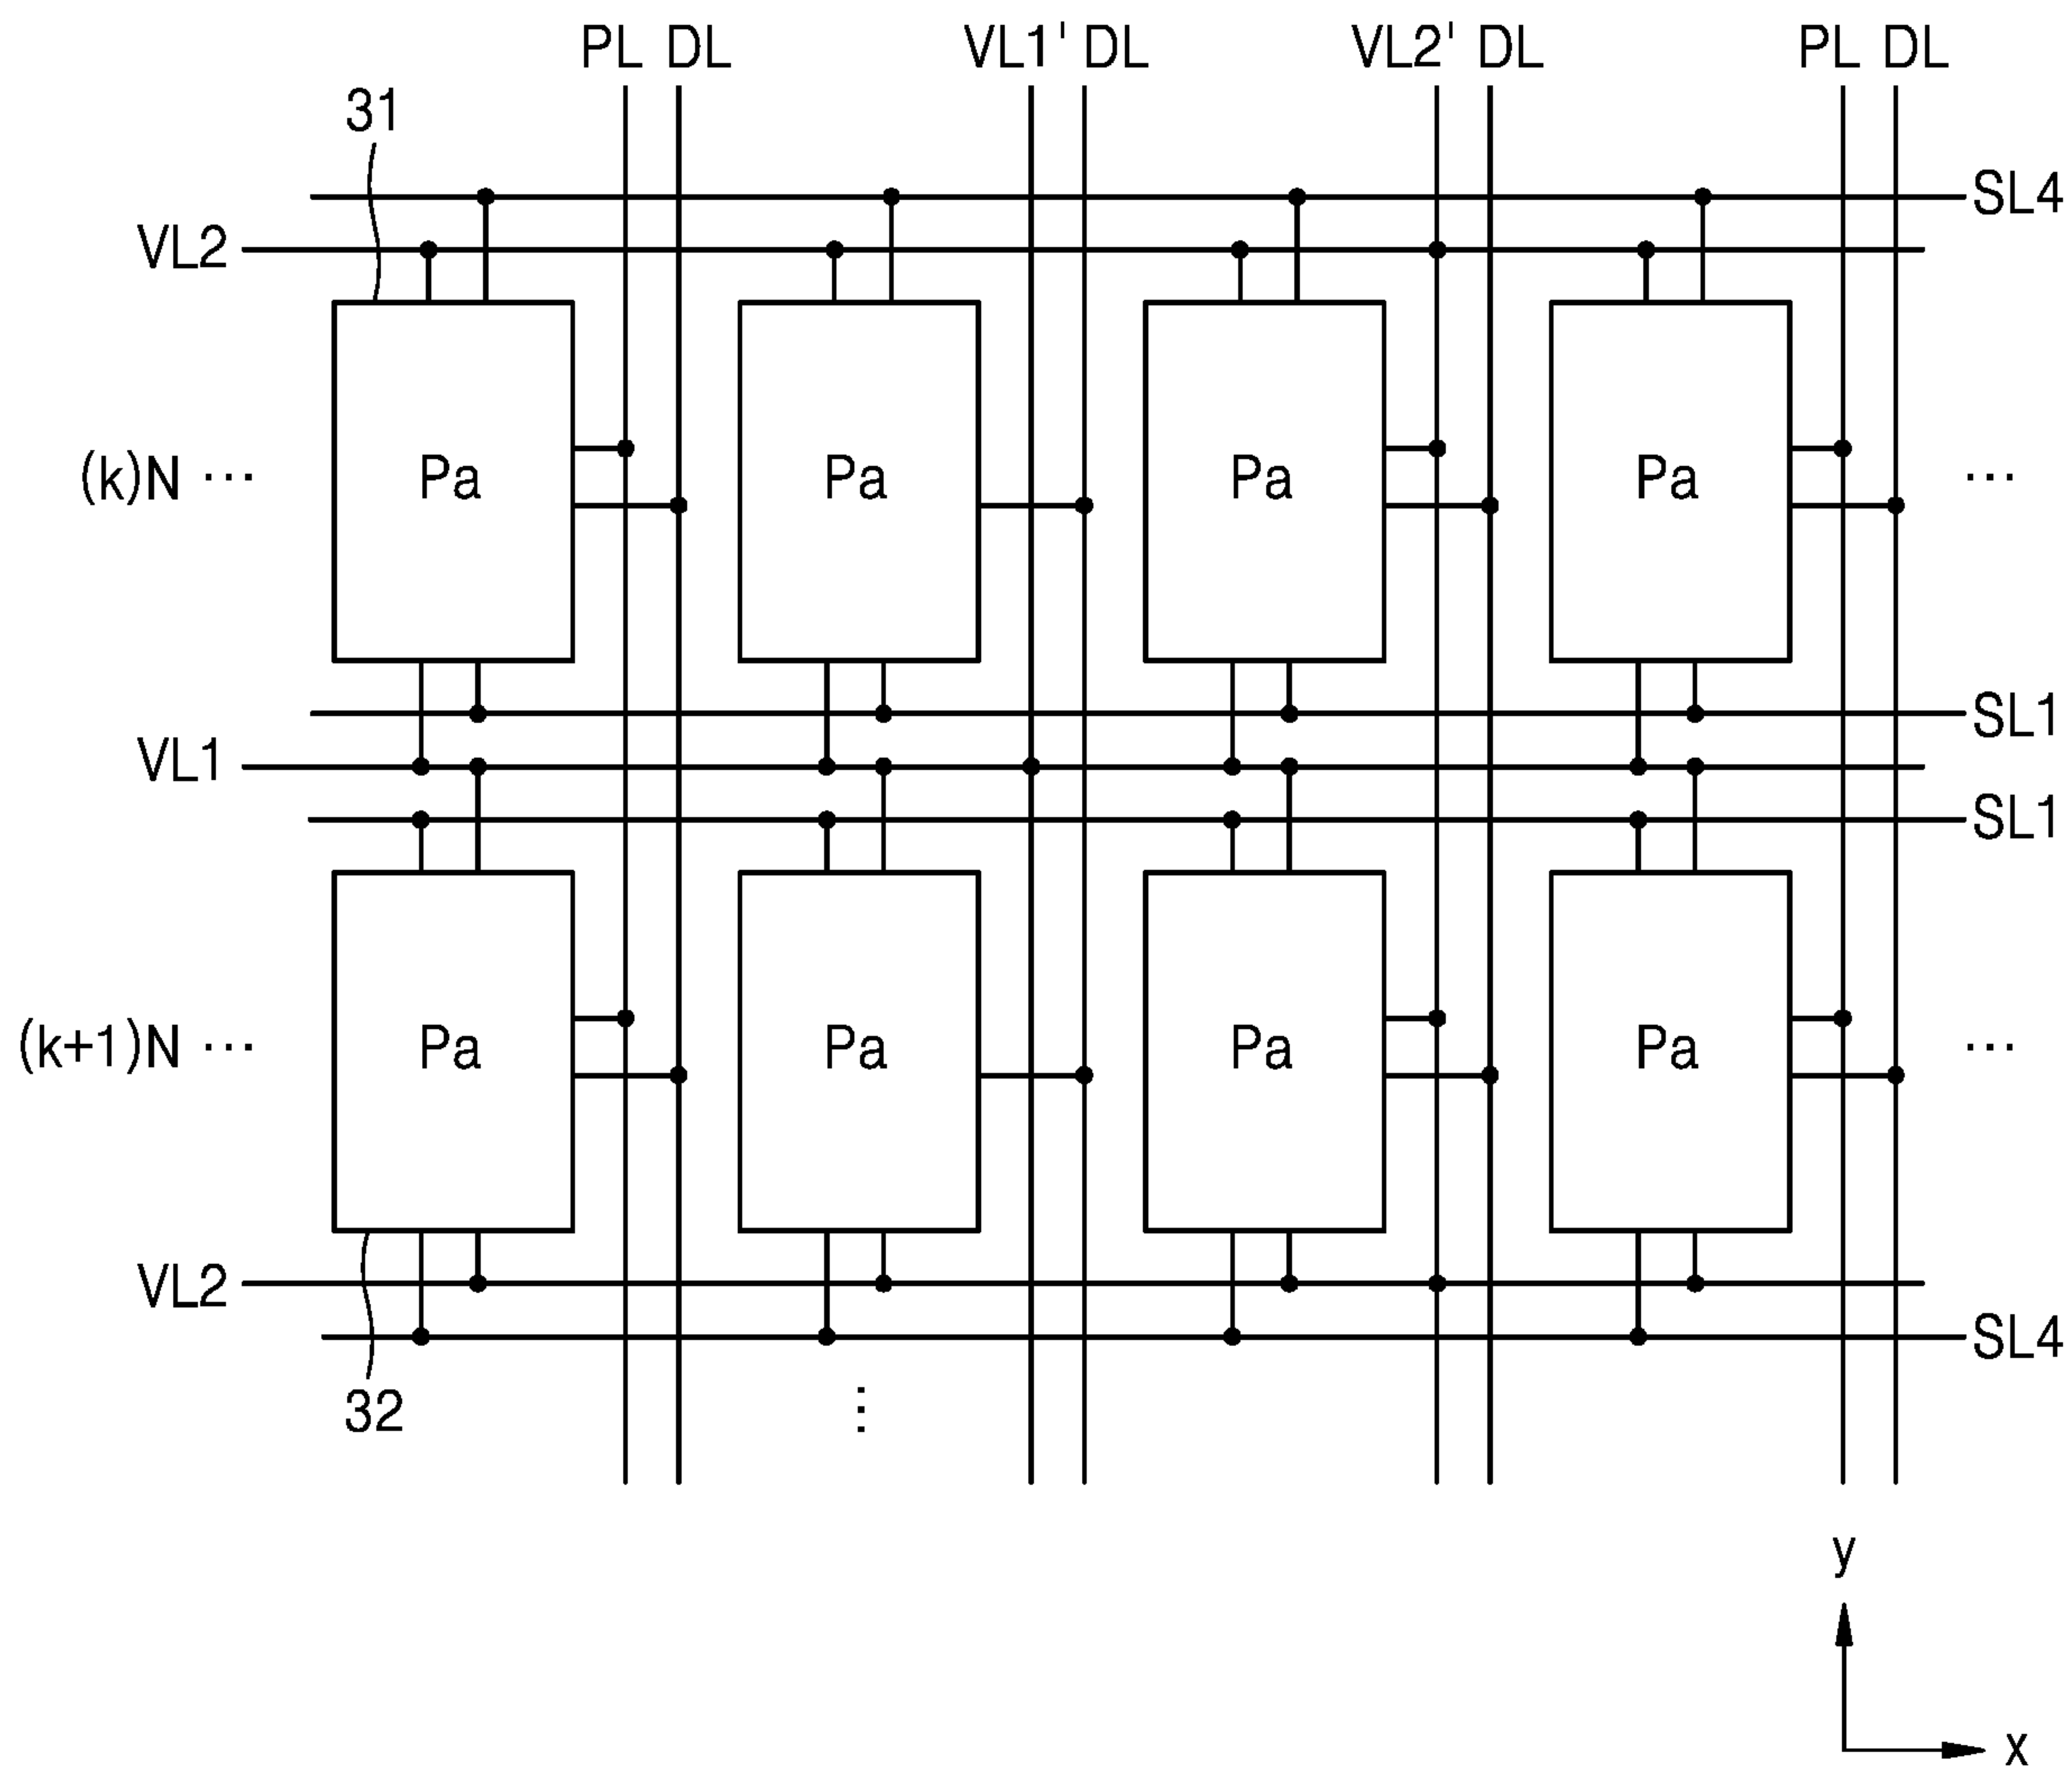 PL DL VL1' DL VL2' DL PL DL
31
SL4
VL2
(k)N ··· Pa Pa Pa Pa ···
SL1
VL1
SL1
(k+1)N ··· Pa Pa Pa Pa ···
VL2
SL4
32
⋮
y
x